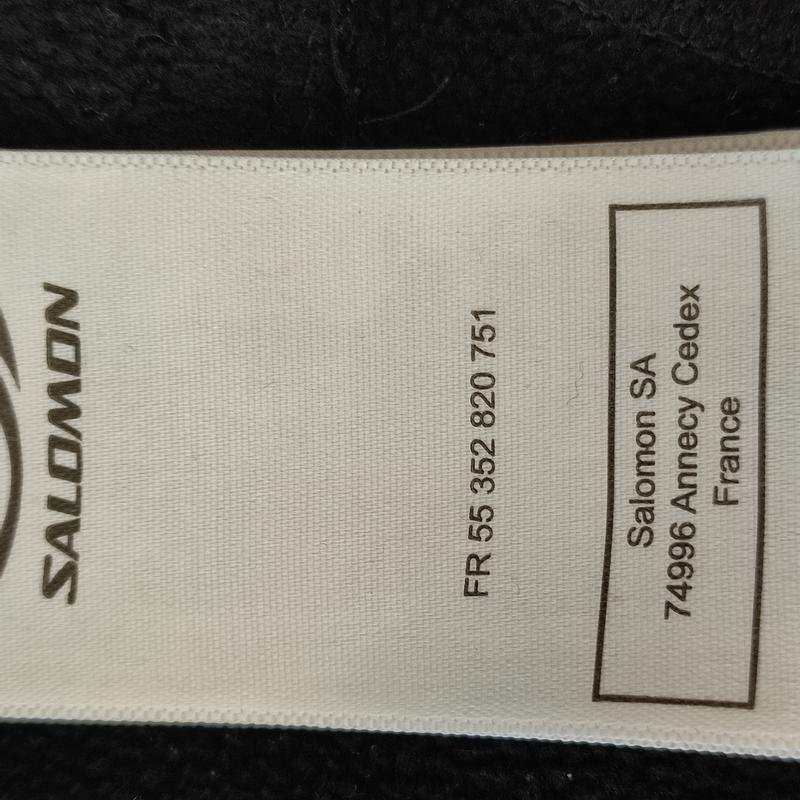 SALOMON
FR 55 352 820 751
Salomon SA
74996 Annecy Cedex
France